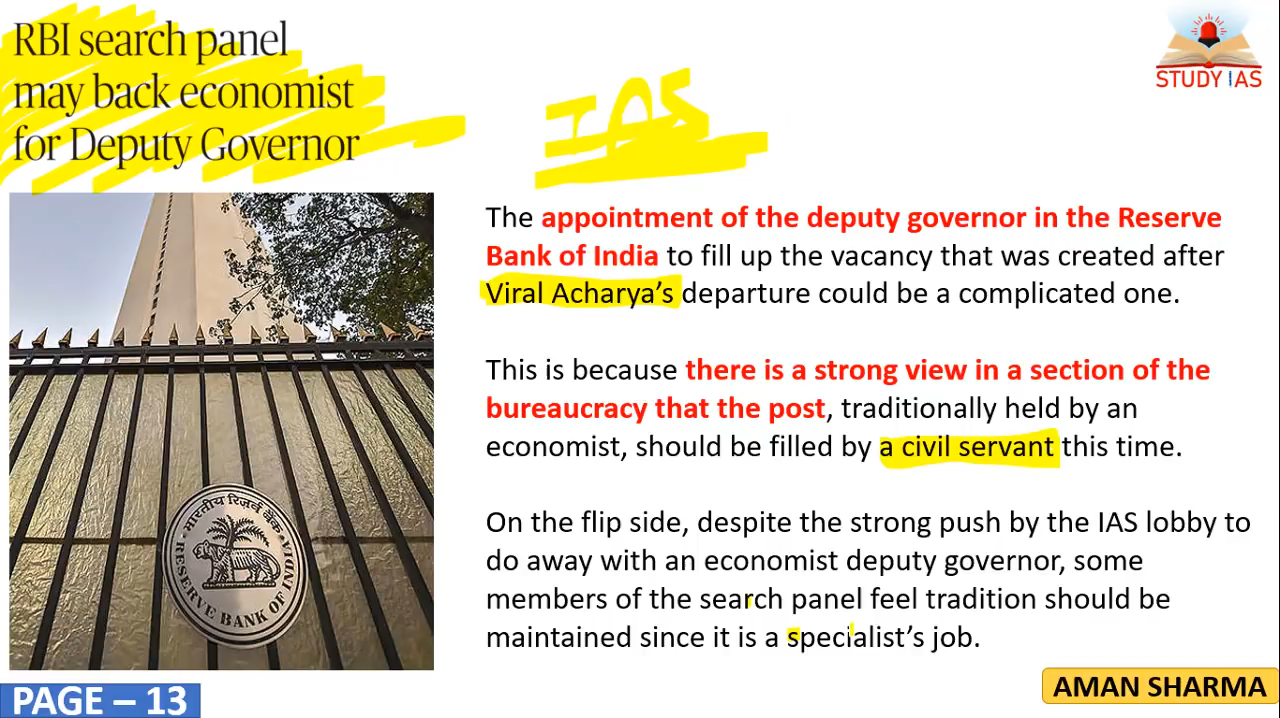 RBI search panel
may back economist
for Deputy Governor
IAS
STUDY IAS
The appointment of the deputy governor in the Reserve
Bank of India to fill up the vacancy that was created after
Viral Acharya’s departure could be a complicated one.
This is because there is a strong view in a section of the
bureaucracy that the post, traditionally held by an
economist, should be filled by a civil servant this time.
On the flip side, despite the strong push by the IAS lobby to
do away with an economist deputy governor, some
members of the search panel feel tradition should be
maintained since it is a specialist’s job.
भारतीय रिज़र्व बैंक
RESERVE BANK OF INDIA
PAGE – 13
AMAN SHARMA